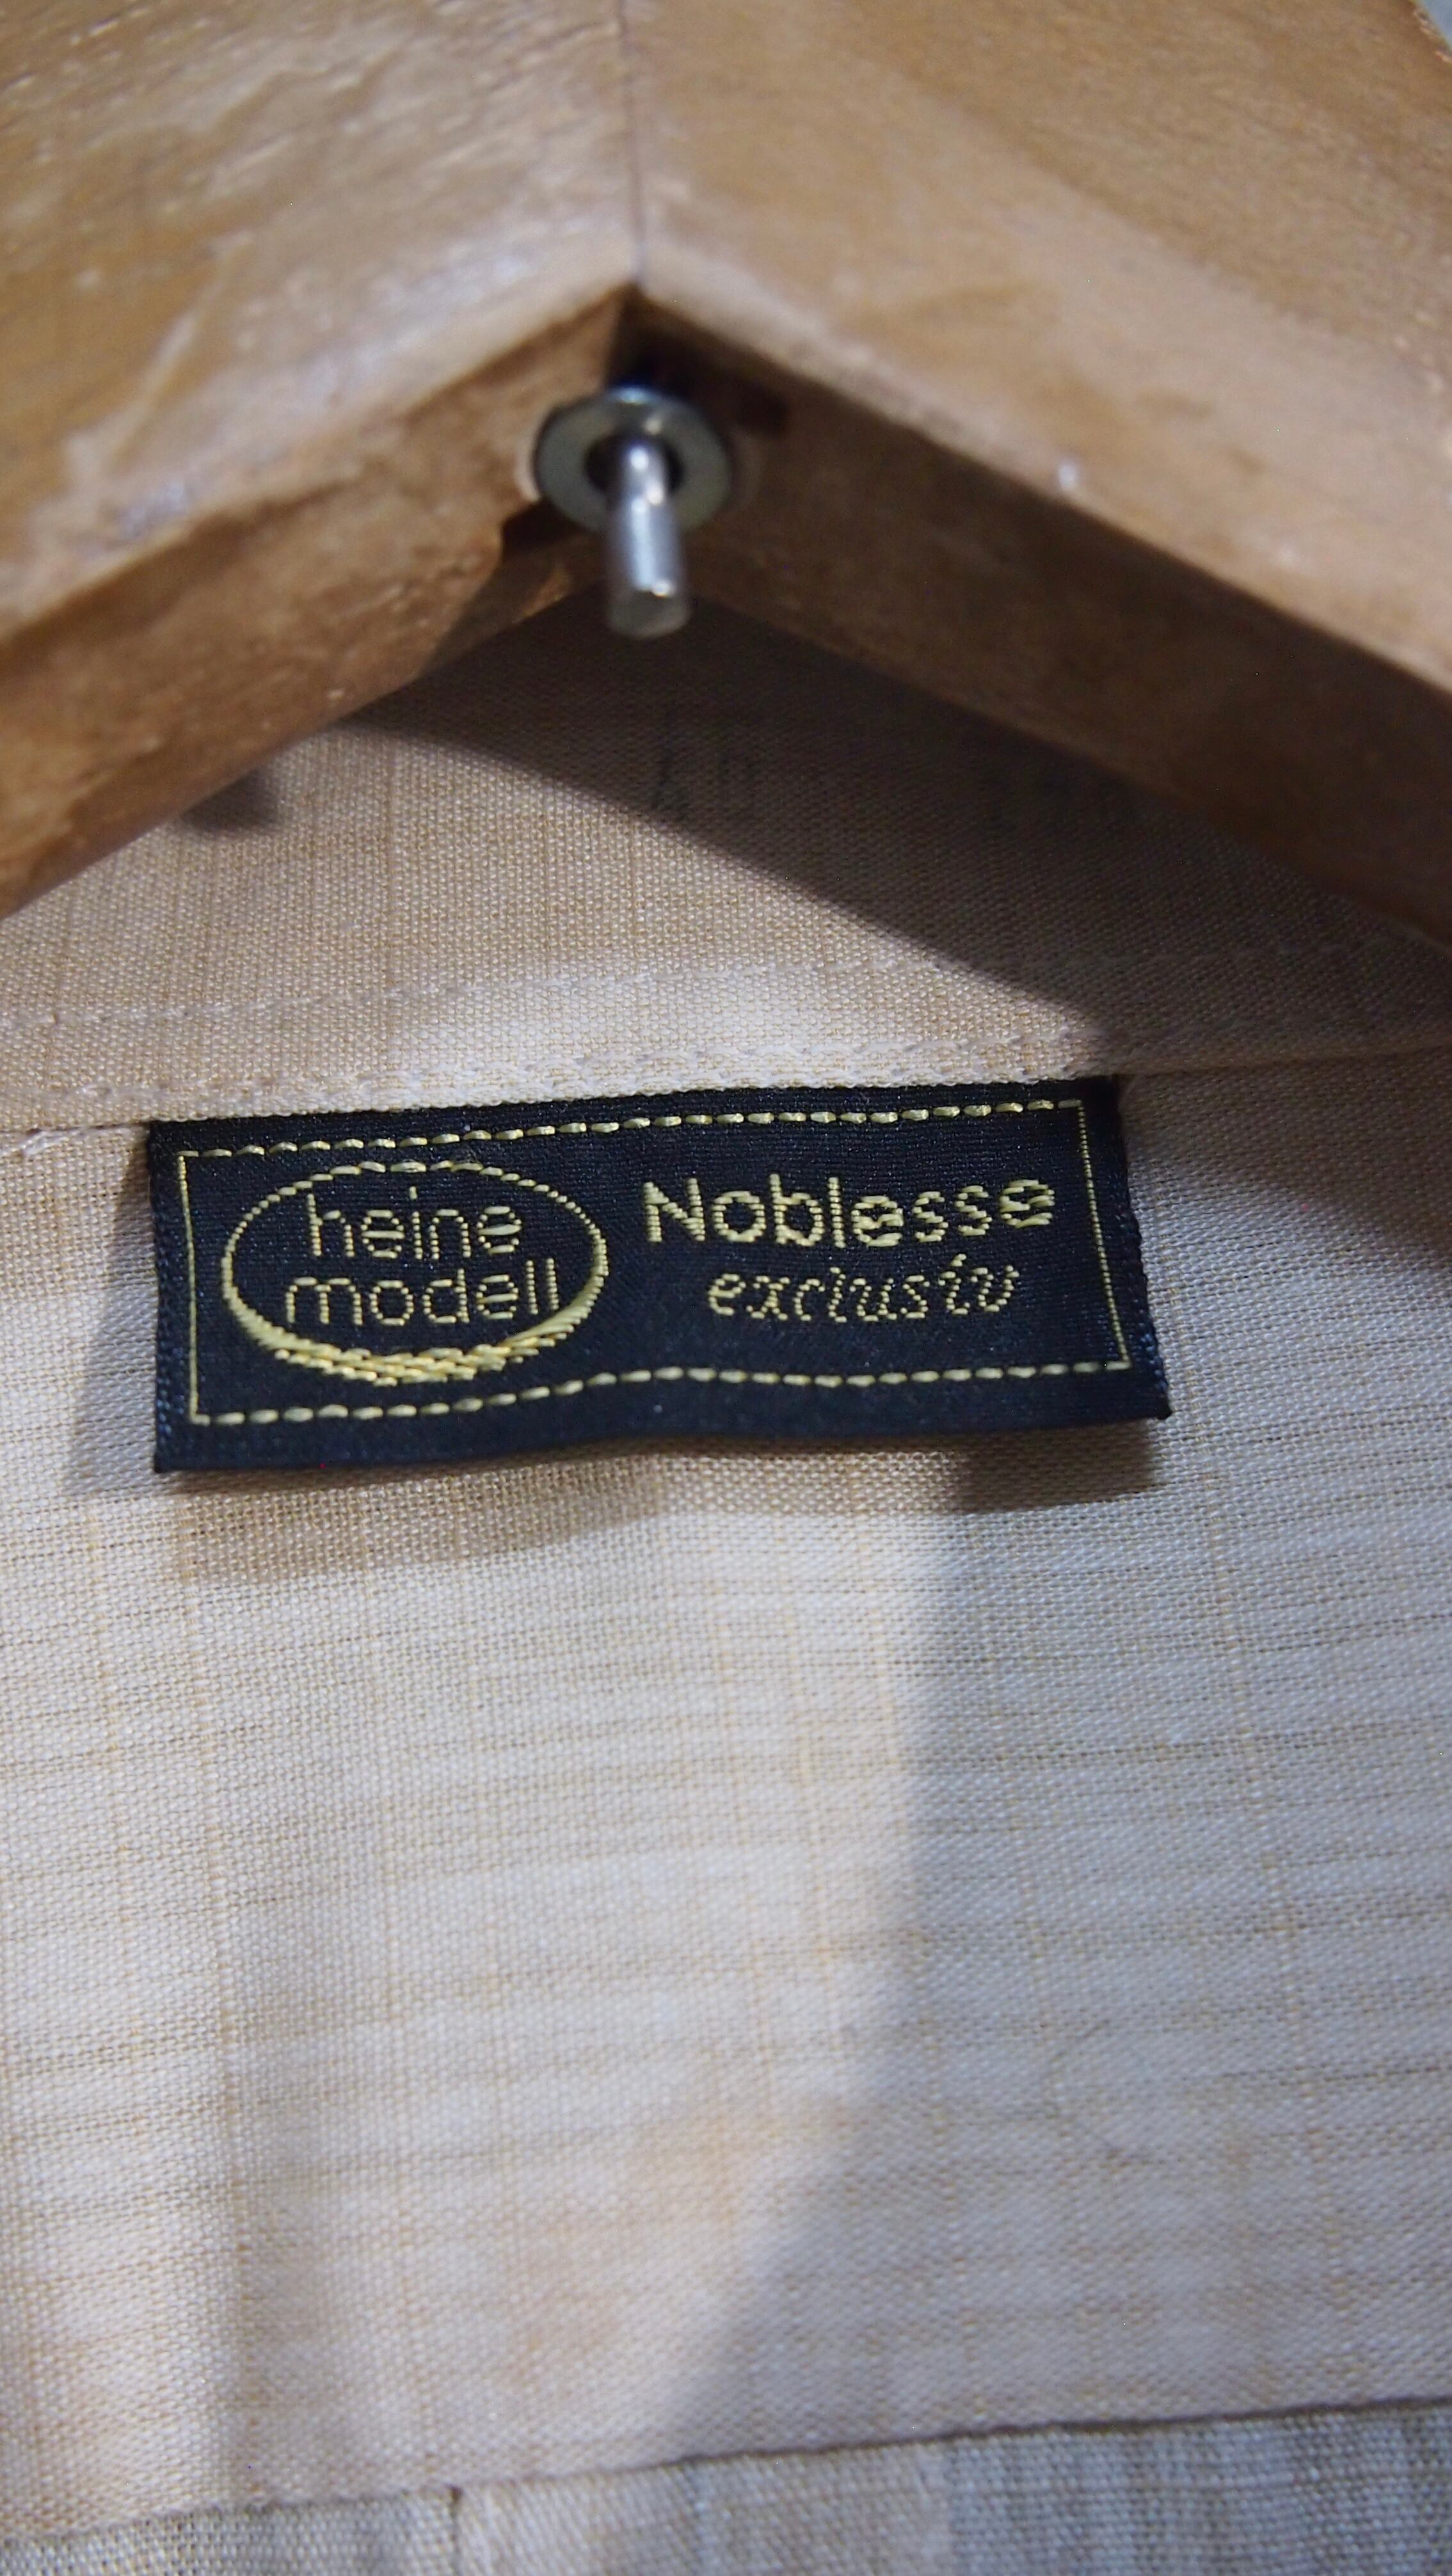 heine
modell
Noblesse
exclusiv